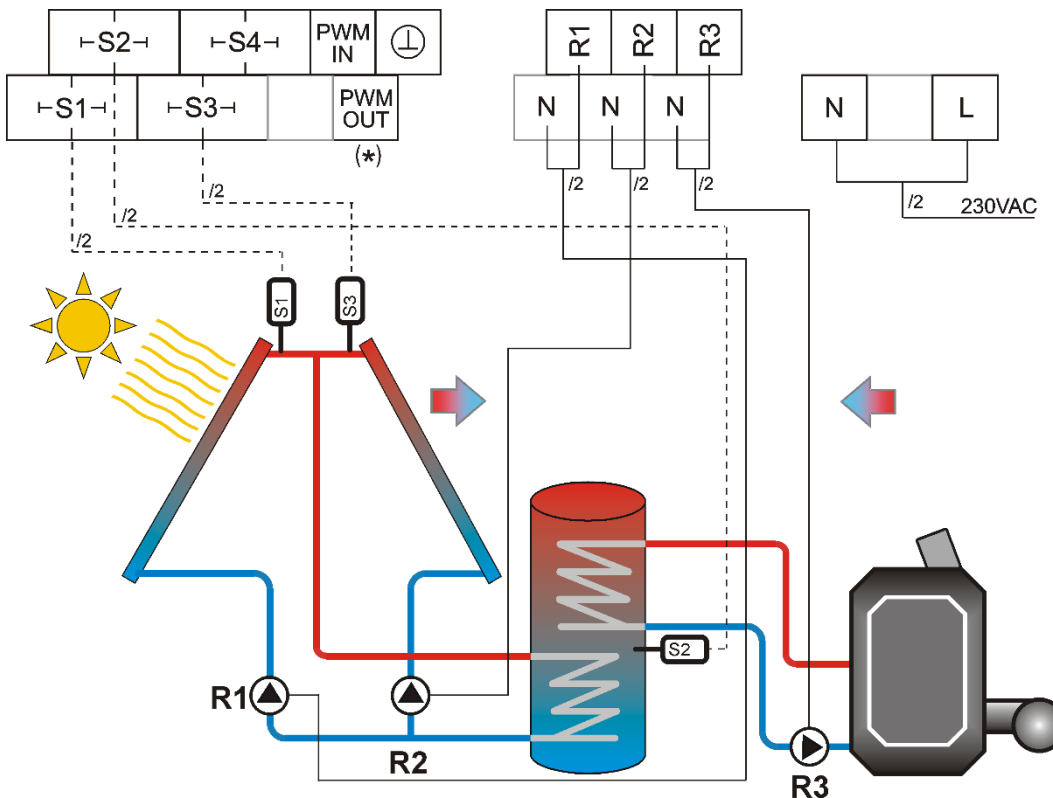 S2 S4 PWM IN
S1 S3 PWM OUT
(*)
R1 R2 R3
N N N
N L
/2 /2 /2
/2 /2 /2
/2 230VAC
S1 S3
S2
R1
R2
R3